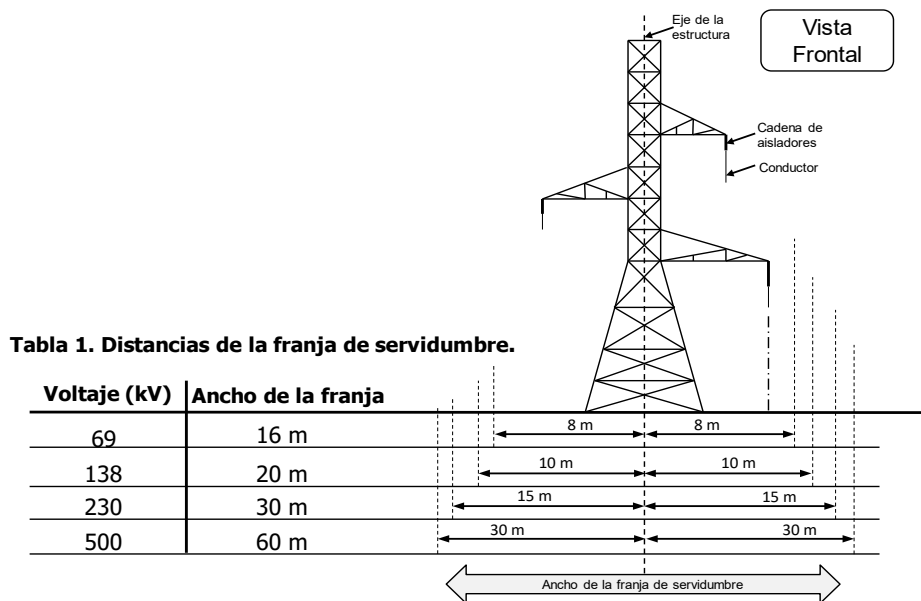 Eje de la
estructura
Vista
Frontal
Cadena de
aisladores
Conductor
Tabla 1. Distancias de la franja de servidumbre.
Voltaje (kV) Ancho de la franja
69 16 m 8 m 8 m
138 20 m 10 m 10 m
230 30 m 15 m 15 m
500 60 m 30 m 30 m
Ancho de la franja de servidumbre